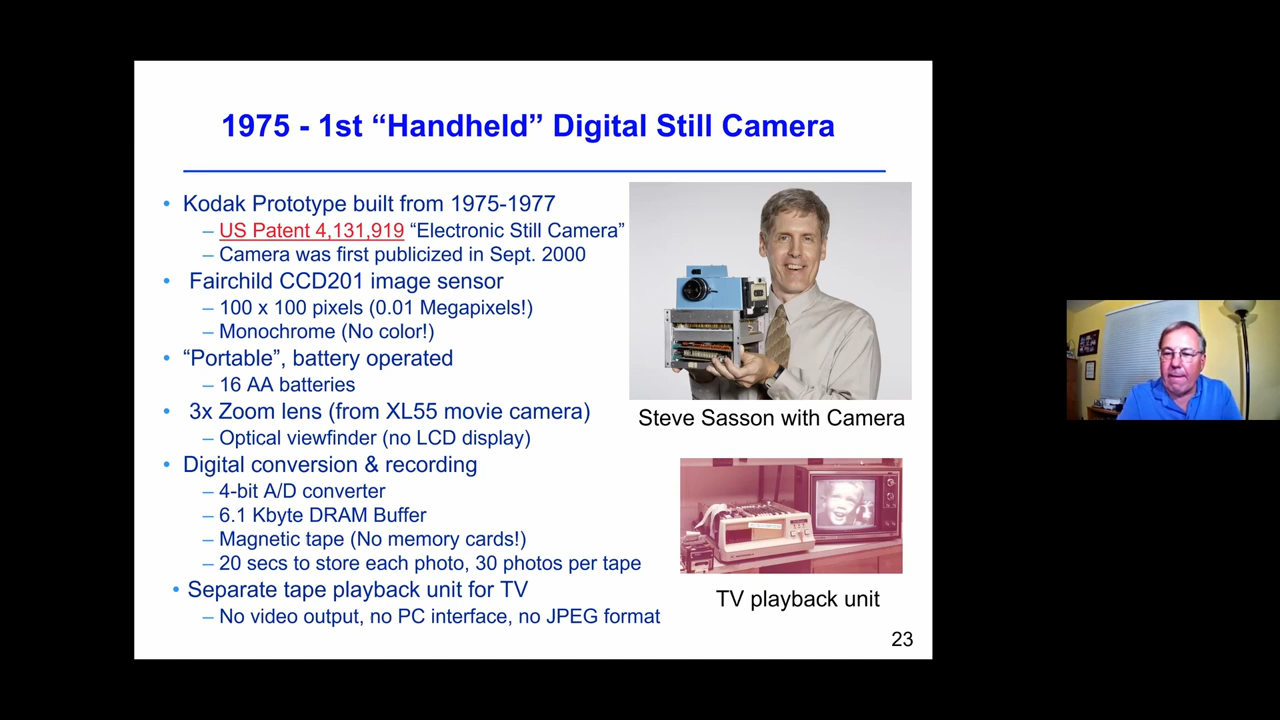 1975 - 1st “Handheld” Digital Still Camera
• Kodak Prototype built from 1975-1977
– US Patent 4,131,919 “Electronic Still Camera”
– Camera was first publicized in Sept. 2000
• Fairchild CCD201 image sensor
– 100 x 100 pixels (0.01 Megapixels!)
– Monochrome (No color!)
• “Portable”, battery operated
– 16 AA batteries
• 3x Zoom lens (from XL55 movie camera)
– Optical viewfinder (no LCD display)
• Digital conversion & recording
– 4-bit A/D converter
– 6.1 Kbyte DRAM Buffer
– Magnetic tape (No memory cards!)
– 20 secs to store each photo, 30 photos per tape
• Separate tape playback unit for TV
– No video output, no PC interface, no JPEG format
Steve Sasson with Camera
TV playback unit
23